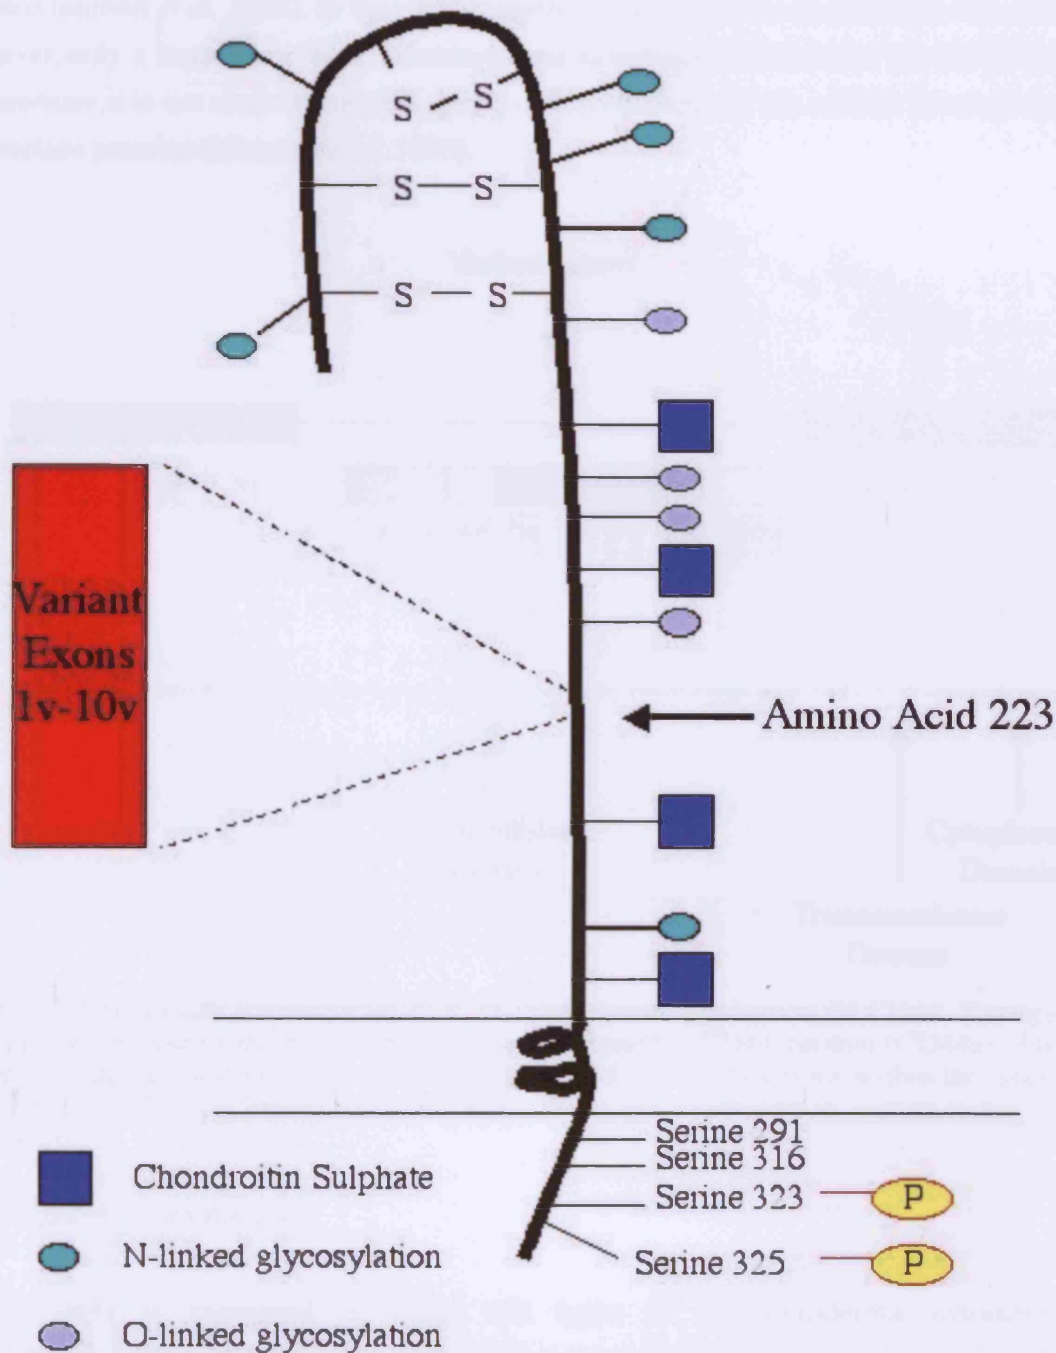 S S
S S
S S
Variant
Exons
1v-10v
Amino Acid 223
Serine 291
Serine 316
Serine 323 P
Serine 325 P
Chondroitin Sulphate
N-linked glycosylation
O-linked glycosylation